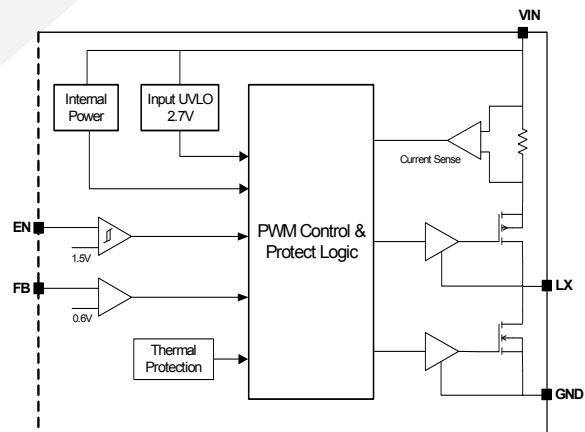 VIN
Internal
Power
Input UVLO
2.7V
Current Sense
EN
1.5V
PWM Control &
Protect Logic
FB
0.6V
LX
Thermal
Protection
GND